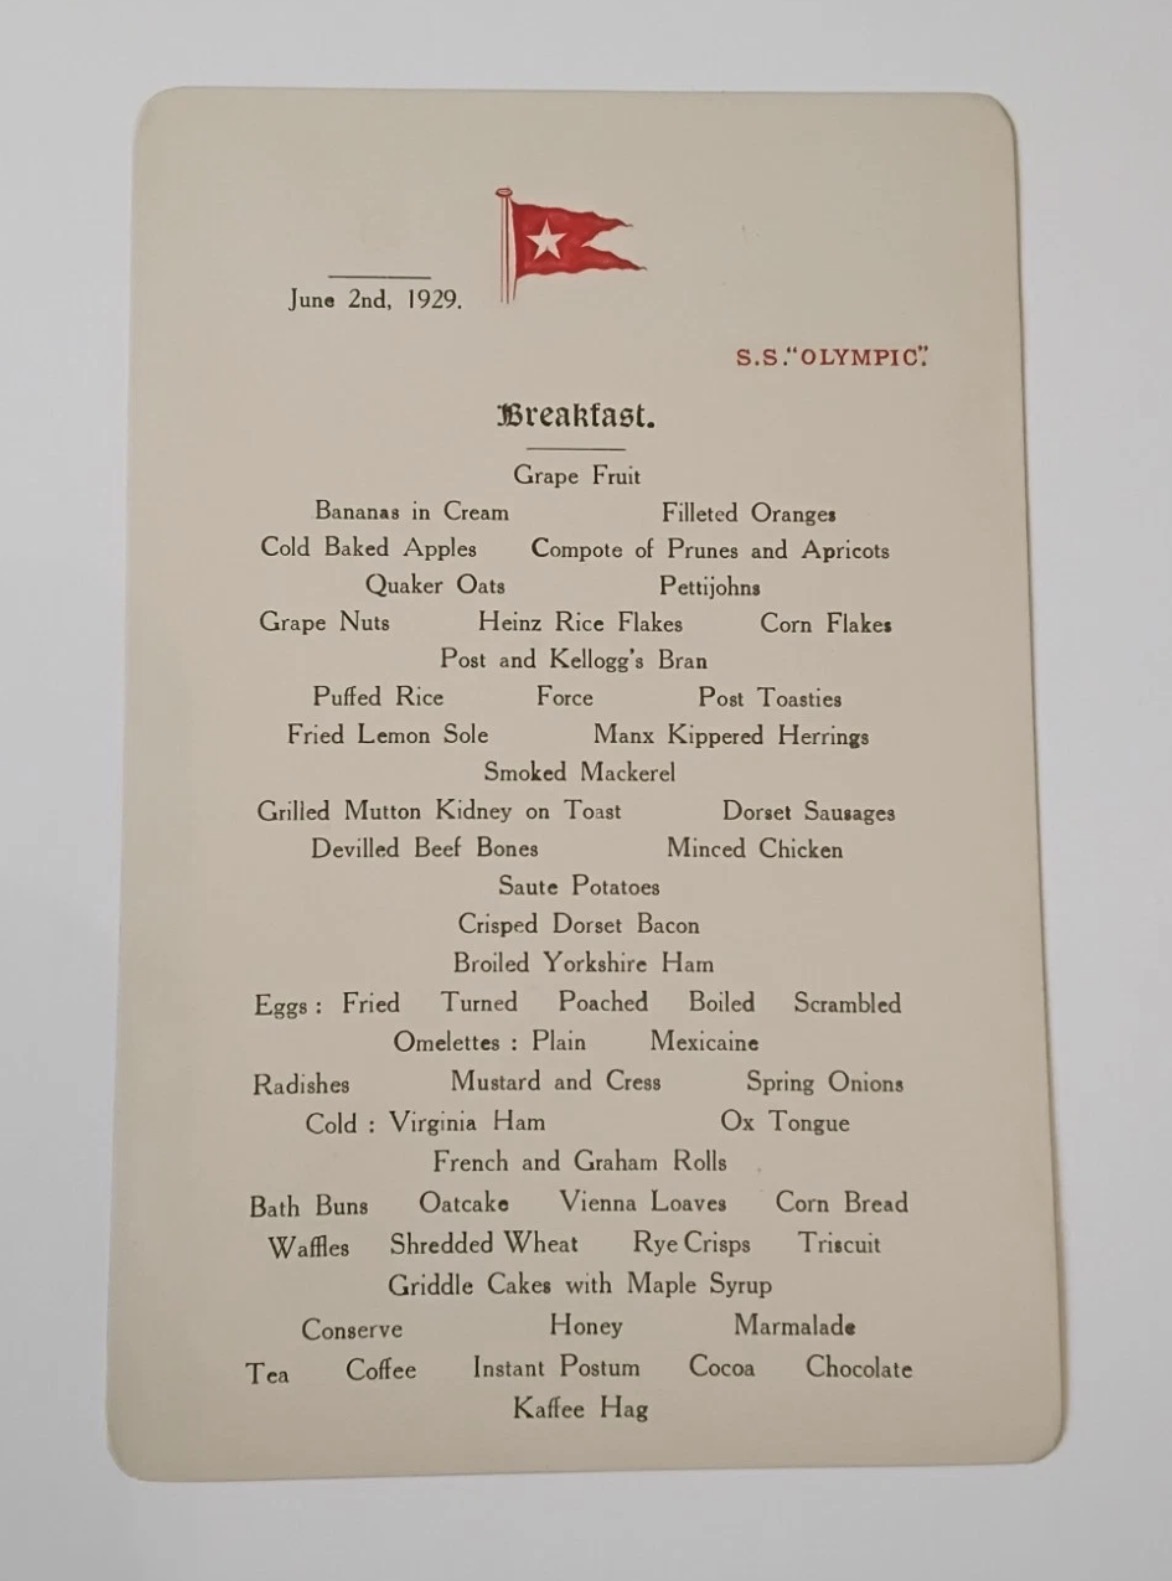 June 2nd, 1929.
S.S. "OLYMPIC".
Breakfast.
Grape Fruit
Bananas in Cream Filleted Oranges
Cold Baked Apples Compote of Prunes and Apricots
Quaker Oats Pettijohns
Grape Nuts Heinz Rice Flakes Corn Flakes
Post and Kellogg's Bran
Puffed Rice Force Post Toasties
Fried Lemon Sole Manx Kippered Herrings
Smoked Mackerel
Grilled Mutton Kidney on Toast Dorset Sausages
Devilled Beef Bones Minced Chicken
Saute Potatoes
Crisped Dorset Bacon
Broiled Yorkshire Ham
Eggs : Fried Turned Poached Boiled Scrambled
Omelettes : Plain Mexicaine
Radishes Mustard and Cress Spring Onions
Cold : Virginia Ham Ox Tongue
French and Graham Rolls
Bath Buns Oatcake Vienna Loaves Corn Bread
Waffles Shredded Wheat Rye Crisps Triscuit
Griddle Cakes with Maple Syrup
Conserve Honey Marmalade
Tea Coffee Instant Postum Cocoa Chocolate
Kaffee Hag